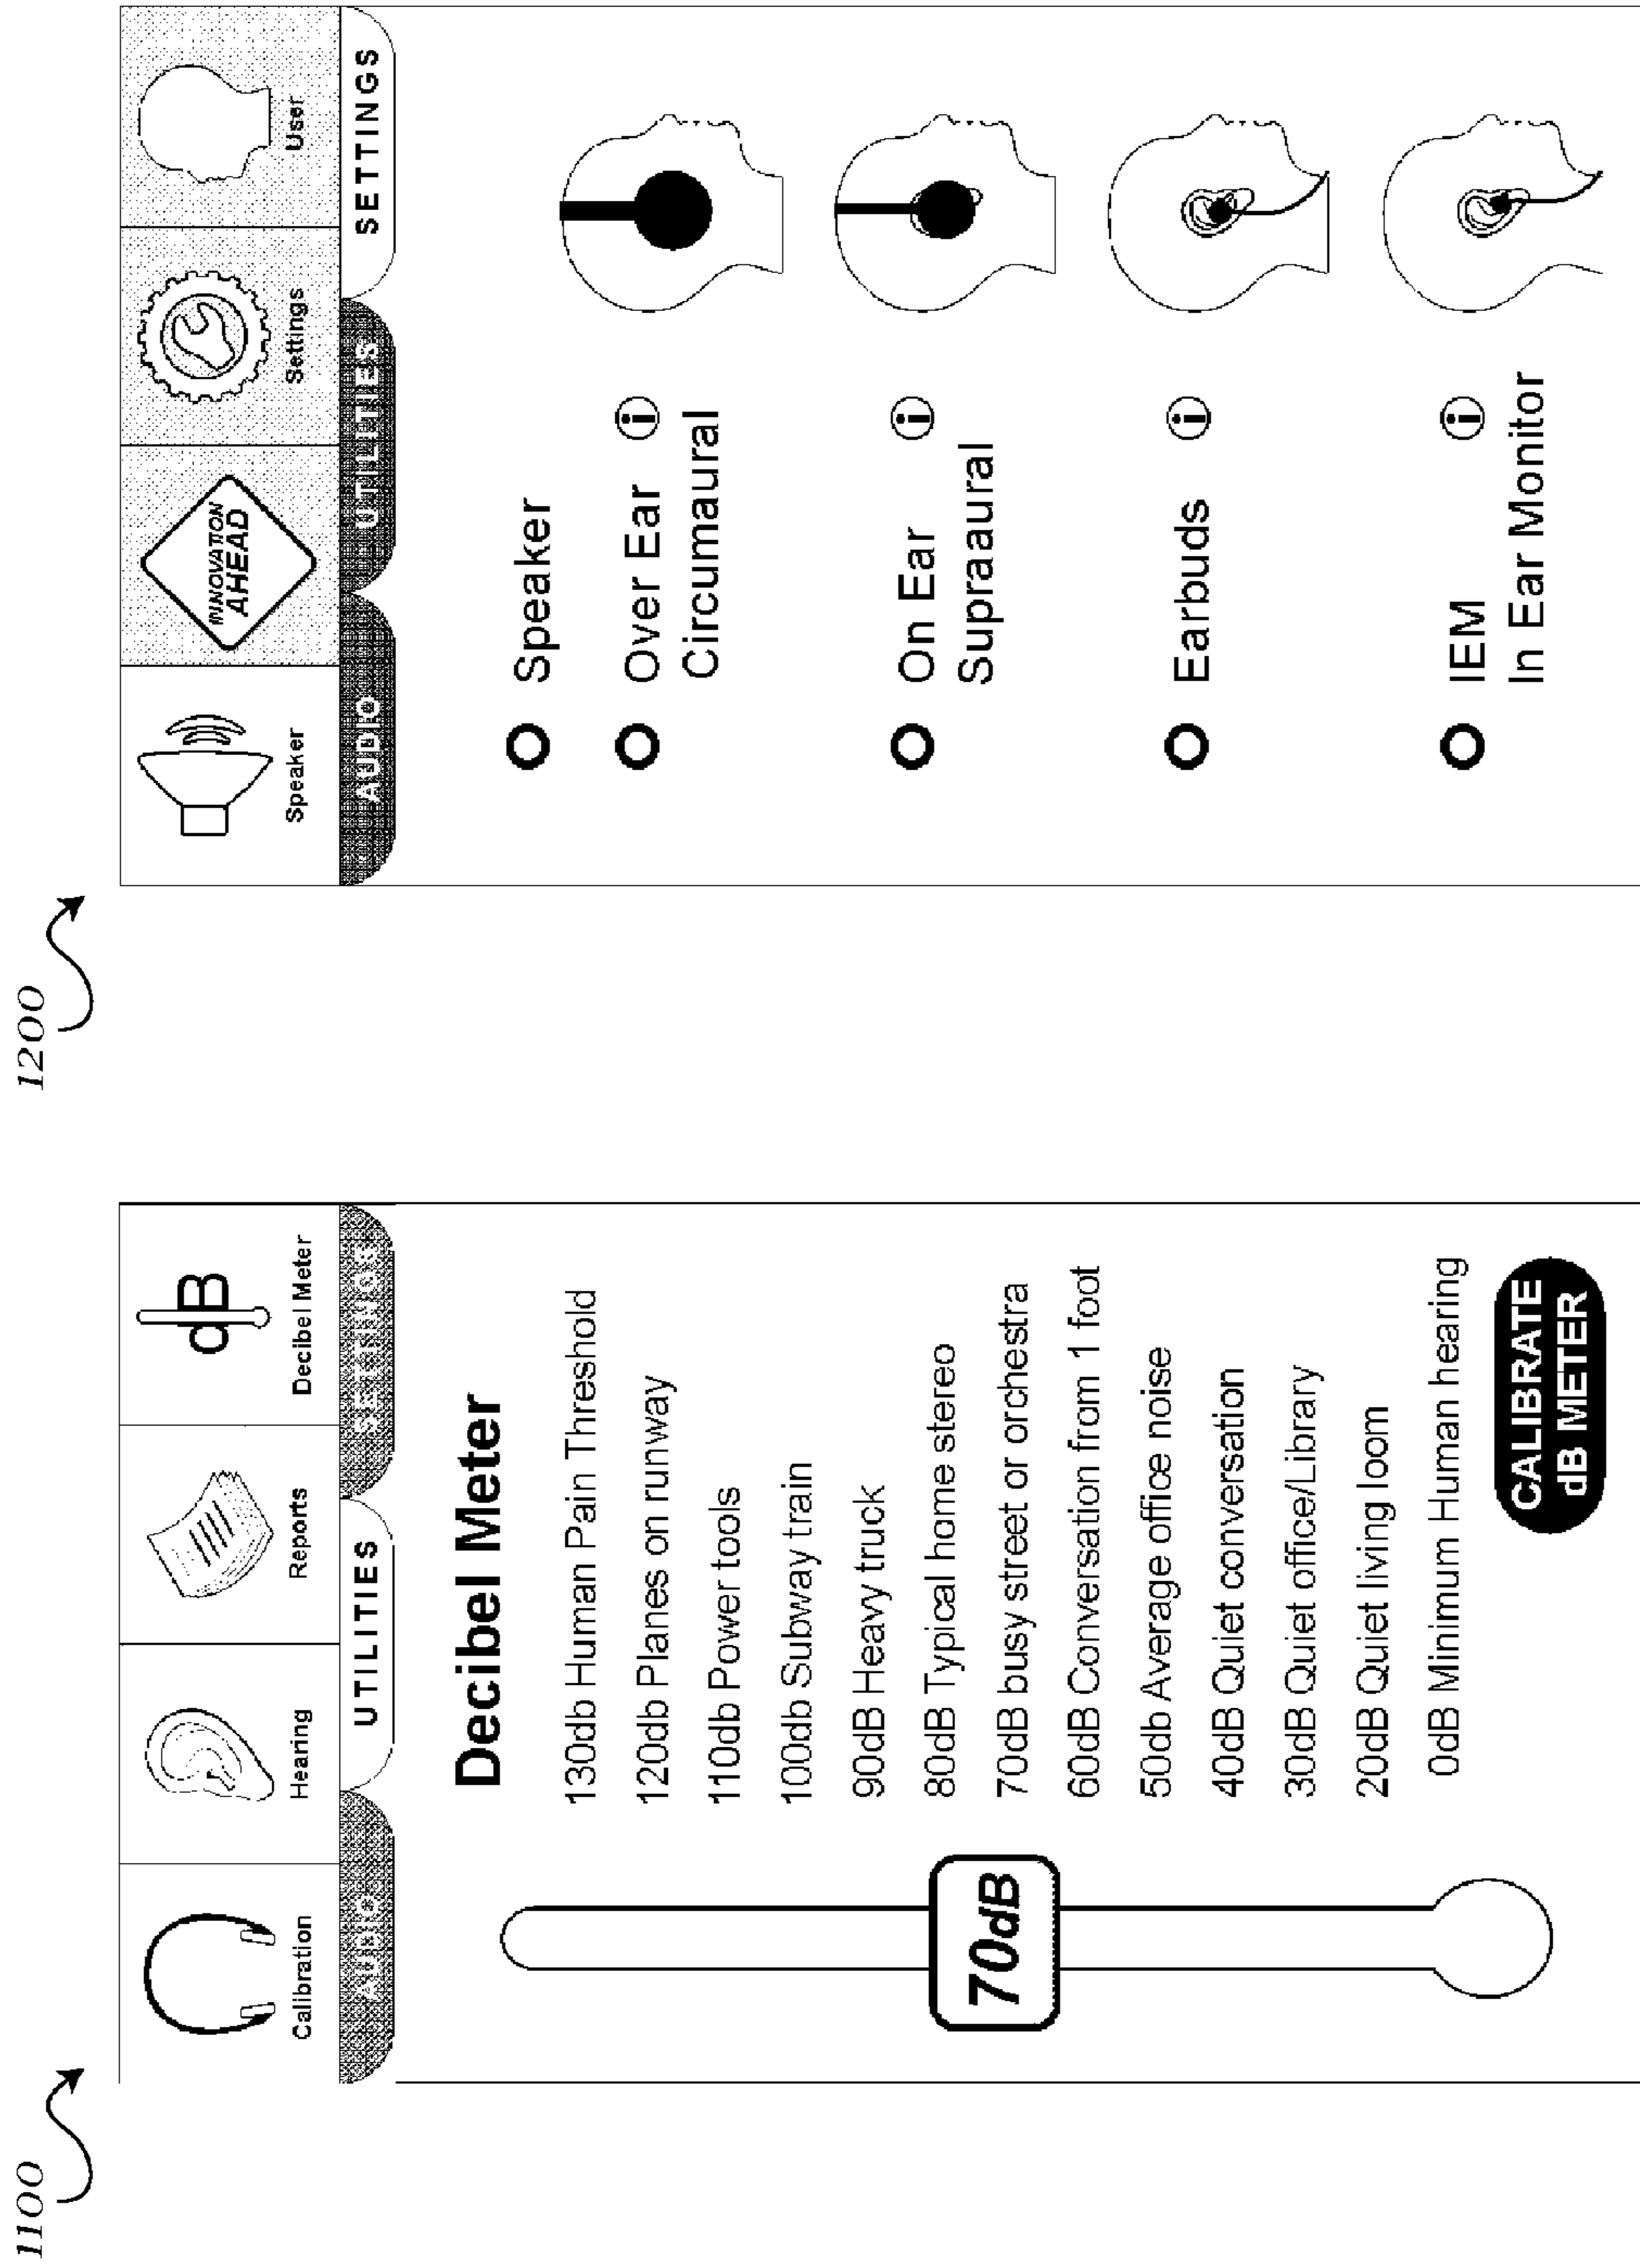 1100
Calibration
Hearing
Reports
dB
Decibel Meter
AUDIO
UTILITIES
SETTINGS
Decibel Meter
130db Human Pain Threshold
120db Planes on runway
110db Power tools
100db Subway train
90dB Heavy truck
80dB Typical home stereo
70dB busy street or orchestra
60dB Conversation from 1 foot
50db Average office noise
40dB Quiet conversation
30dB Quiet office/Library
20dB Quiet living loom
0dB Minimum Human hearing
70dB
CALIBRATE
dB METER
1200
Speaker
INNOVATION
AHEAD
Settings
User
AUDIO
UTILITIES
SETTINGS
Speaker
Over Ear i
Circumaural
On Ear i
Supraaural
Earbuds i
IEM i
In Ear Monitor